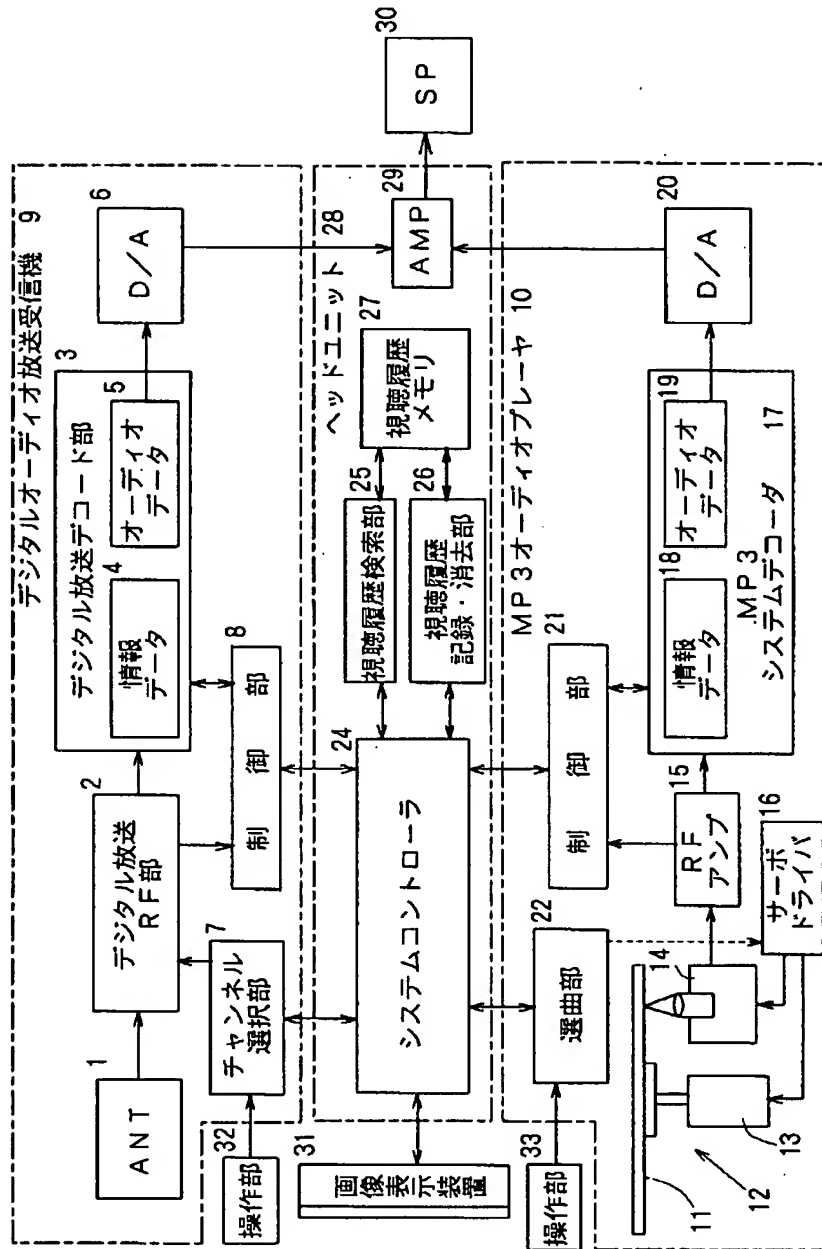 デジタルオーディオ放送受信機 9
1
ANT
2
デジタル放送
RF部
デジタル放送デコード部
3
4
情報
データ
5
オーディオ
データ
6
D/A
32
操作部
7
チャンネル
選択部
8
制御部
ヘッドユニット
28
31
画像表示装置
24
システムコントローラ
25
視聴履歴検索部
26
視聴履歴
記録・消去部
27
視聴履歴
メモリ
29
AMP
30
SP
MP3オーディオプレーヤ 10
33
操作部
22
選曲部
21
制御部
11
12
13
14
15
RF
アンプ
16
サーボ
ドライバ
18
情報
データ
19
オーディオ
データ
MP3
システムデコーダ
17
20
D/A